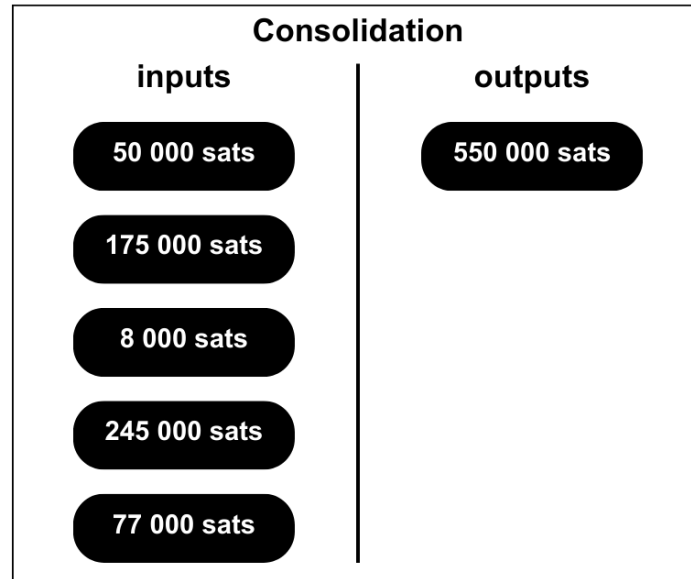 Consolidation
inputs
outputs
50 000 sats
550 000 sats
175 000 sats
8 000 sats
245 000 sats
77 000 sats